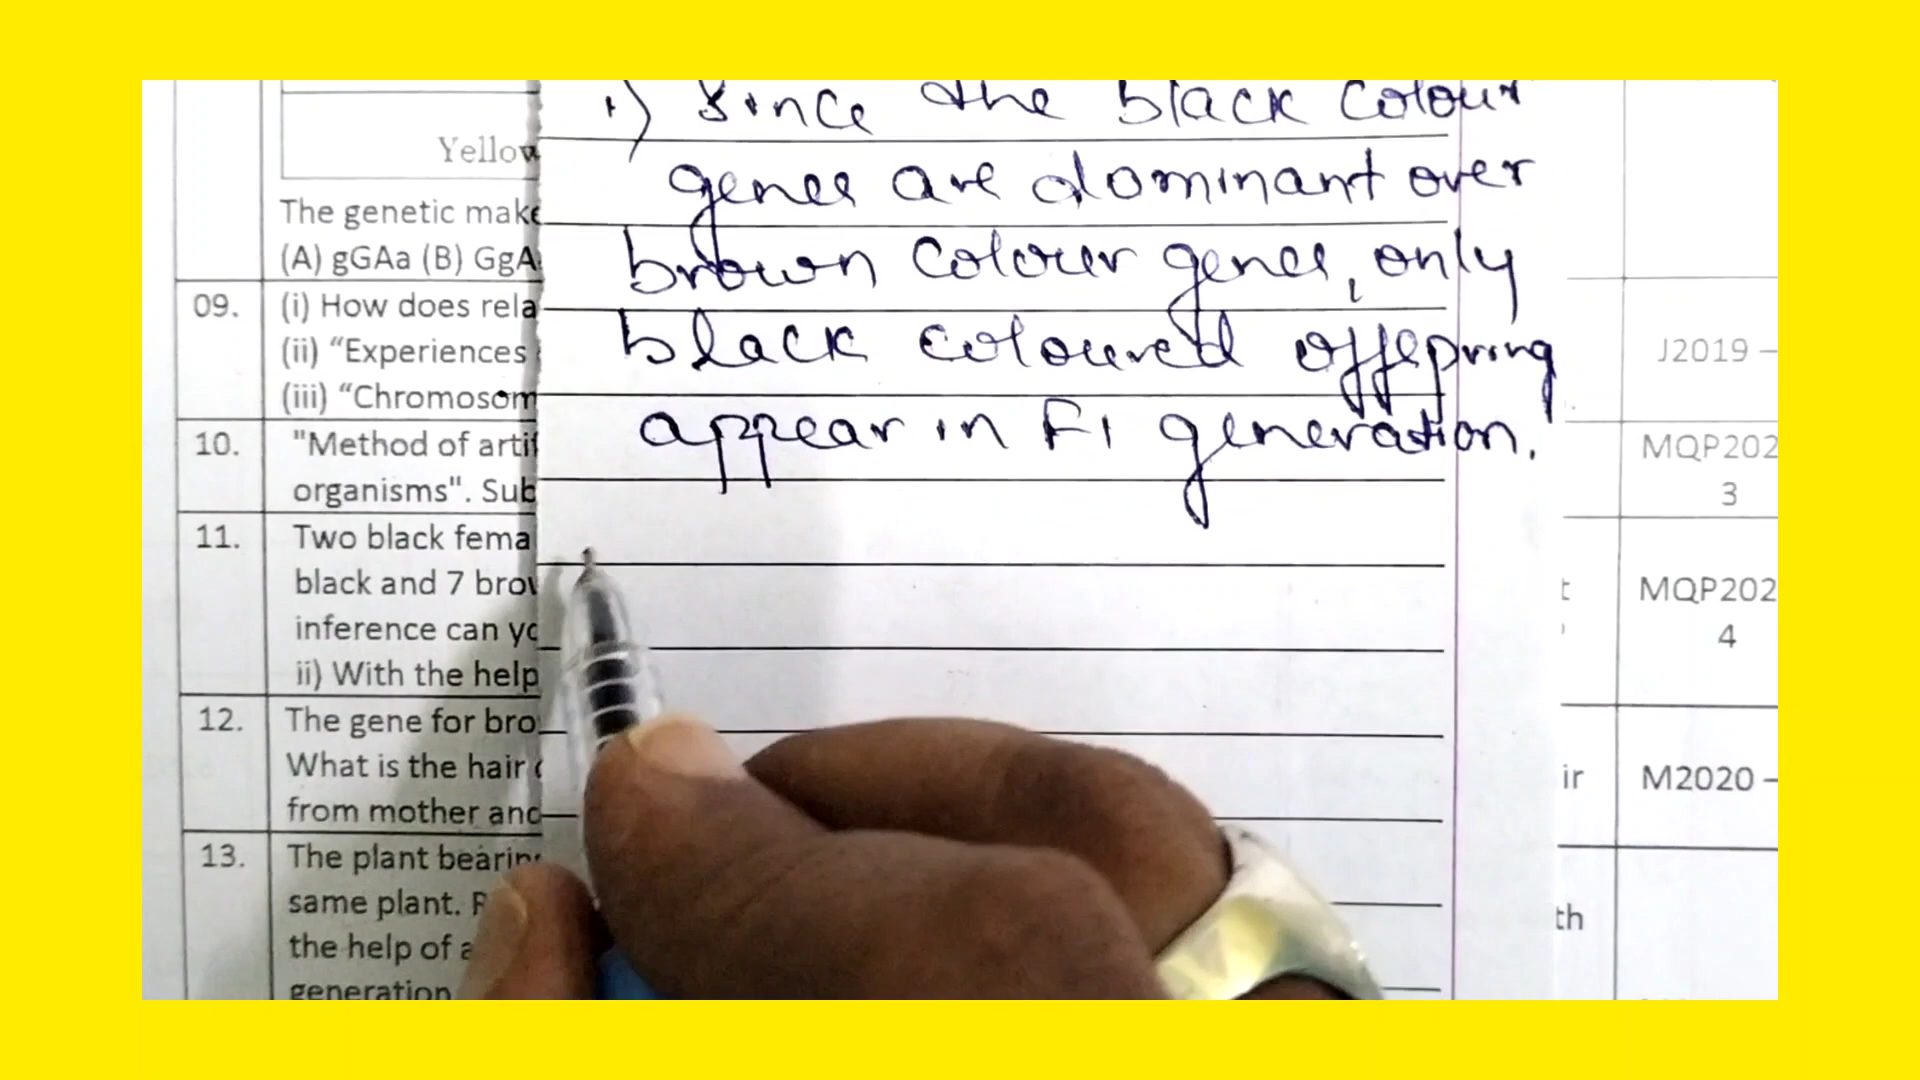 Yellow
The genetic make
(A) gGAa (B) GgA
09.
(i) How does rela
(ii) “Experiences
(iii) “Chromosom
10.
"Method of artif
organisms". Sub
11.
Two black fema
black and 7 brow
inference can yo
ii) With the help
12.
The gene for bro
What is the hair
from mother and
13.
The plant bearing
same plant.
the help of a
generation
i) Since the black colour
genes are dominant over
brown colour genes, only
black coloured offspring
appear in F1 generation.
J2019 –
MQP202
3
t
MQP202
4
ir
M2020 –
th